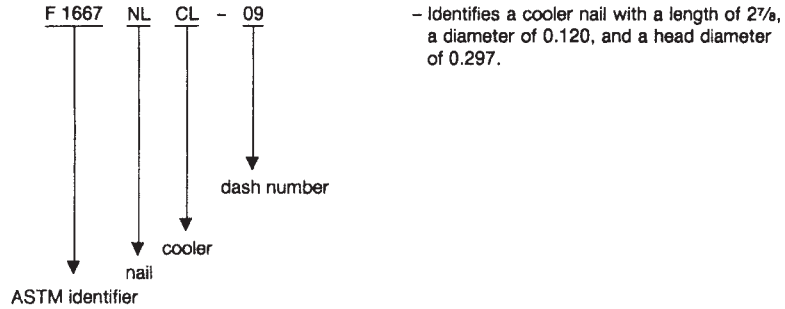 F 1667 NL CL - 09
– Identifies a cooler nail with a length of 2⅞,
a diameter of 0.120, and a head diameter
of 0.297.
dash number
cooler
nail
ASTM identifier